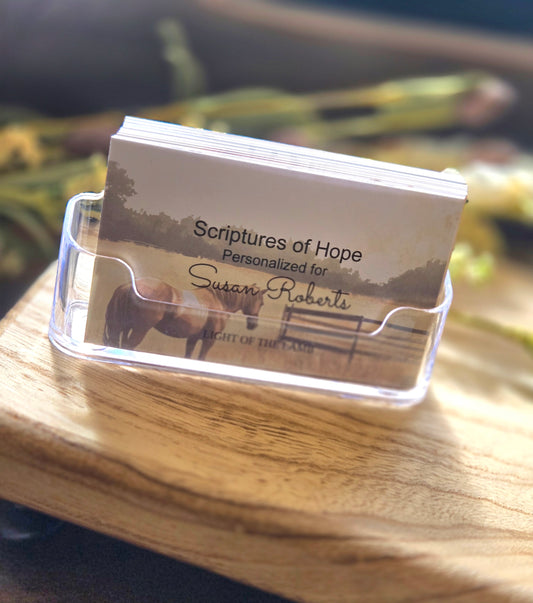 Scriptures of Hope
Personalized for
Susan Roberts
LIGHT OF THE LAMB